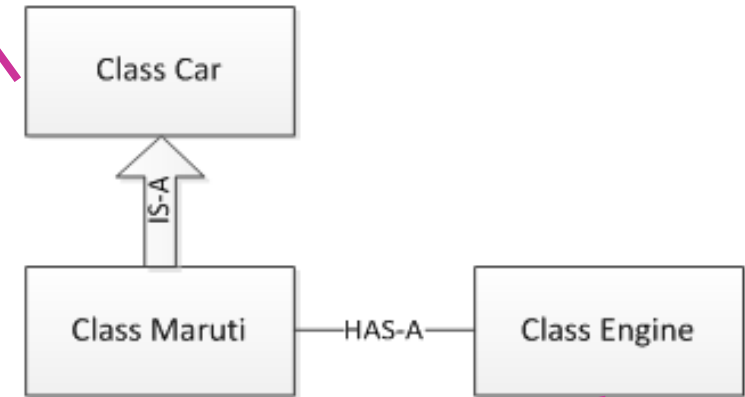 Class Car
IS-A
Class Maruti
HAS-A
Class Engine